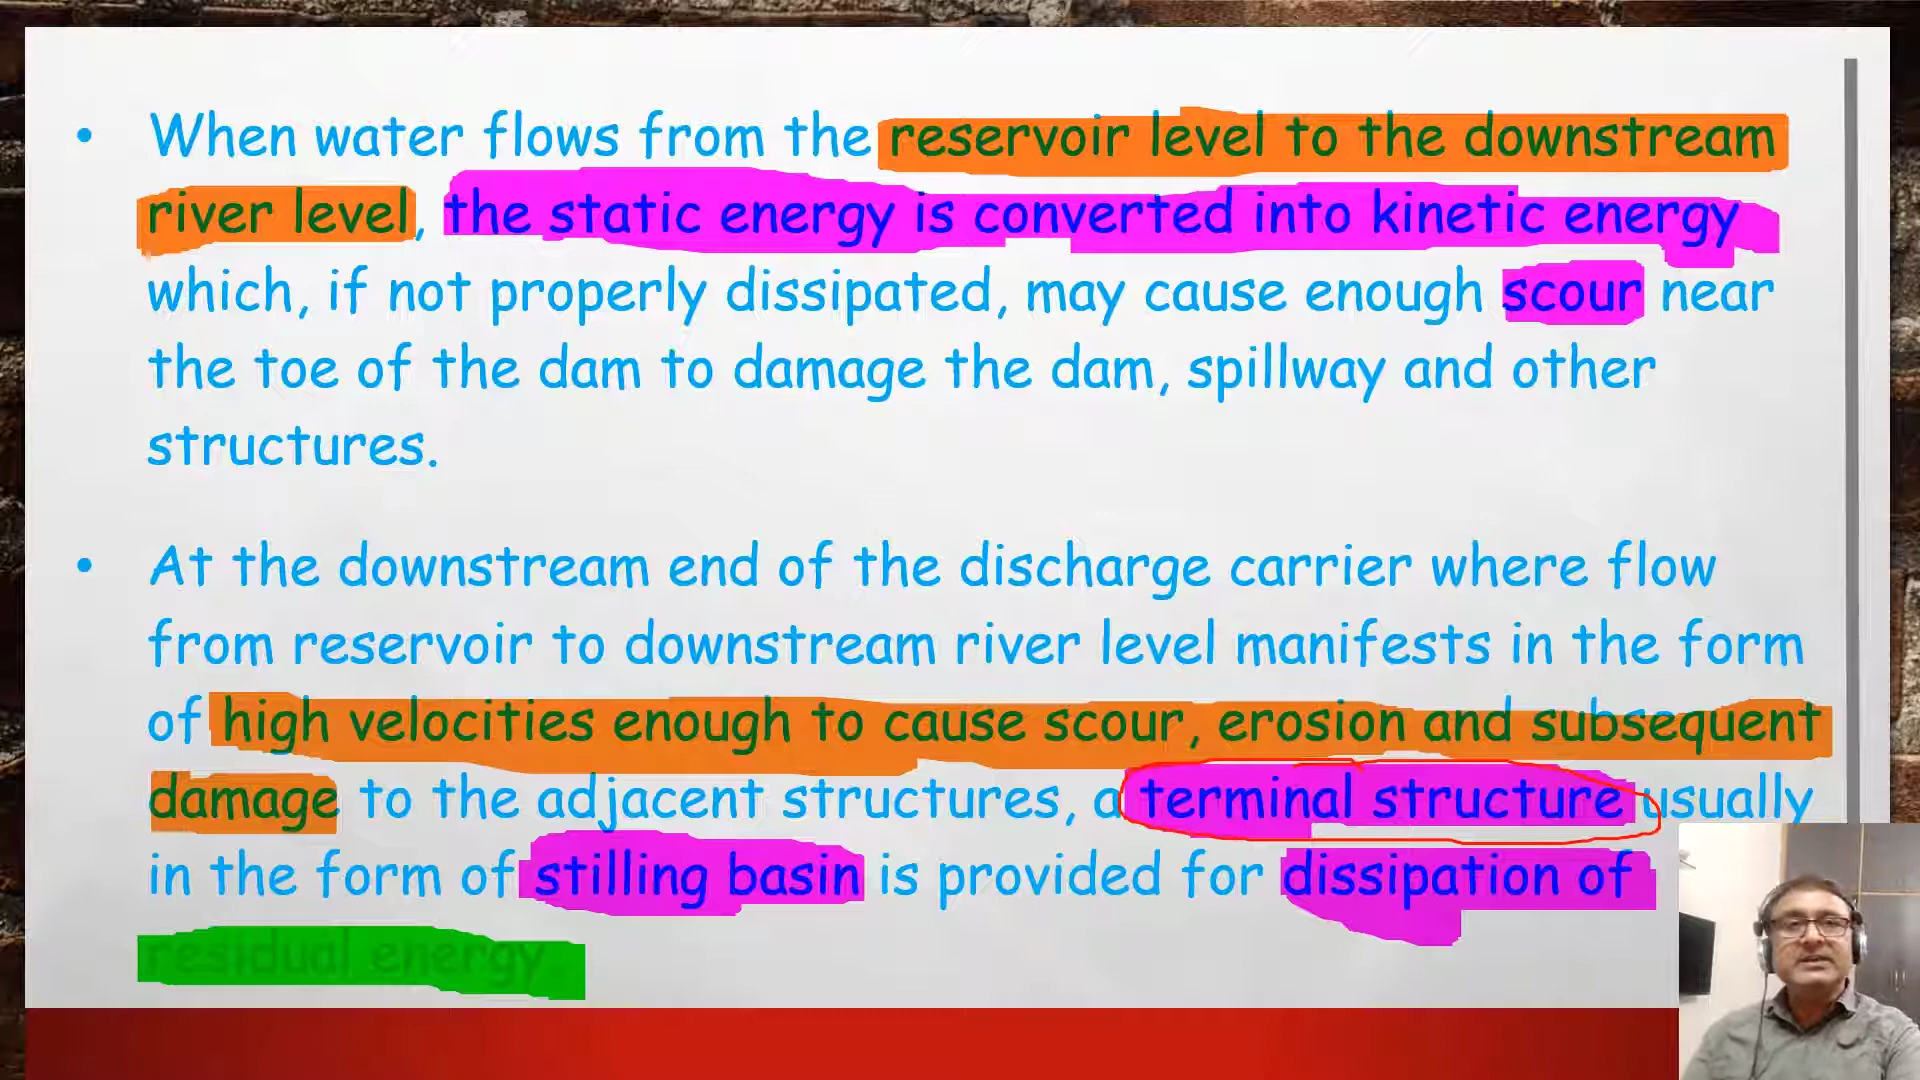 • When water flows from the reservoir level to the downstream
river level, the static energy is converted into kinetic energy
which, if not properly dissipated, may cause enough scour near
the toe of the dam to damage the dam, spillway and other
structures.
• At the downstream end of the discharge carrier where flow
from reservoir to downstream river level manifests in the form
of high velocities enough to cause scour, erosion and subsequent
damage to the adjacent structures, a terminal structure usually
in the form of stilling basin is provided for dissipation of
residual energy